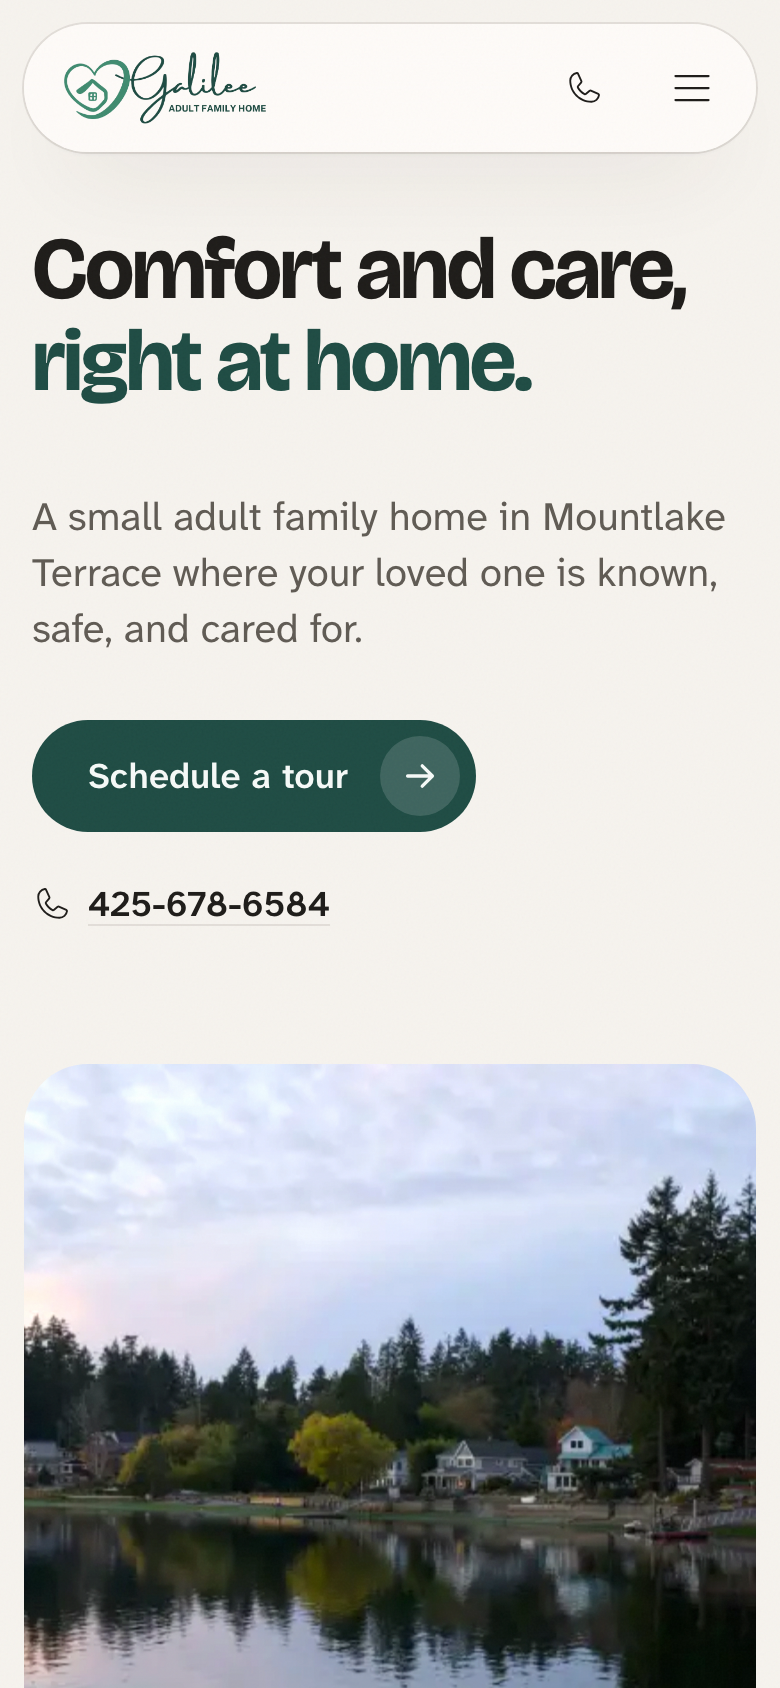 Galilee
ADULT FAMILY HOME
Comfort and care,
right at home.
A small adult family home in Mountlake
Terrace where your loved one is known,
safe, and cared for.
Schedule a tour
425-678-6584